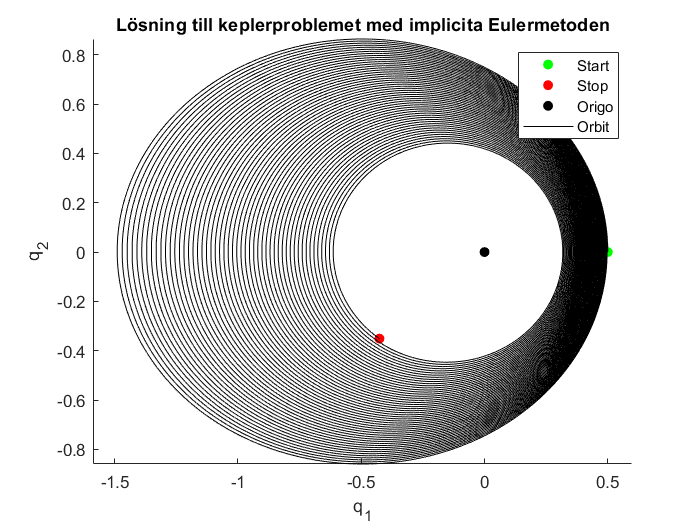 Lösning till keplerproblemet med implicita Eulermetoden
Start
Stop
Origo
Orbit
q2
0.8
0.6
0.4
0.2
0
-0.2
-0.4
-0.6
-0.8
-1.5 -1 -0.5 0 0.5
q1